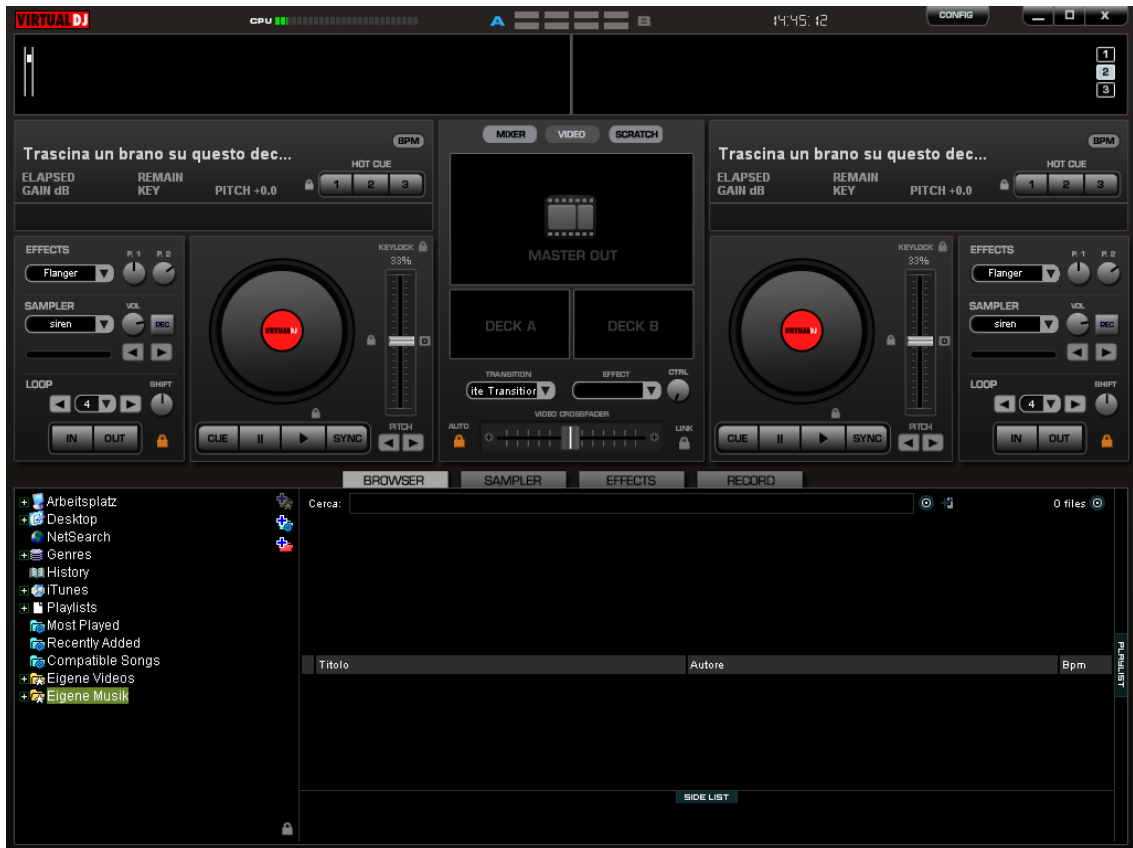 VIRTUAL DJ CPU A B 14:45:12 CONFIG X
1
2
3
MIXER VIDEO SCRATCH
BPM BPM
Trascina un brano su questo dec... Trascina un brano su questo dec...
HOT CUE HOT CUE
ELAPSED REMAIN 1 2 3 ELAPSED REMAIN 1 2 3
GAIN dB KEY PITCH +0.0 GAIN dB KEY PITCH +0.0
EFFECTS P. 1 P. 2 KEYLOCK MASTER OUT KEYLOCK EFFECTS P. 1 P. 2
33% 33%
Flanger Flanger
SAMPLER VOL SAMPLER VOL
siren REC VIRTUALDJ DECK A DECK B VIRTUALDJ siren REC
TRANSITION EFFECT CTRL
LOOP SHIFT ite Transition LOOP SHIFT
4 4
VIDEO CROSSFADER
PITCH AUTO LINK PITCH
IN OUT CUE SYNC CUE SYNC IN OUT
BROWSER SAMPLER EFFECTS RECORD
Arbeitsplatz
Desktop
NetSearch
Genres
History
iTunes
Playlists
Most Played
Recently Added
Compatible Songs
Eigene Videos
Eigene Musik
Cerca: 0 files
Titolo Autore Bpm
PLAYLIST
SIDE LIST